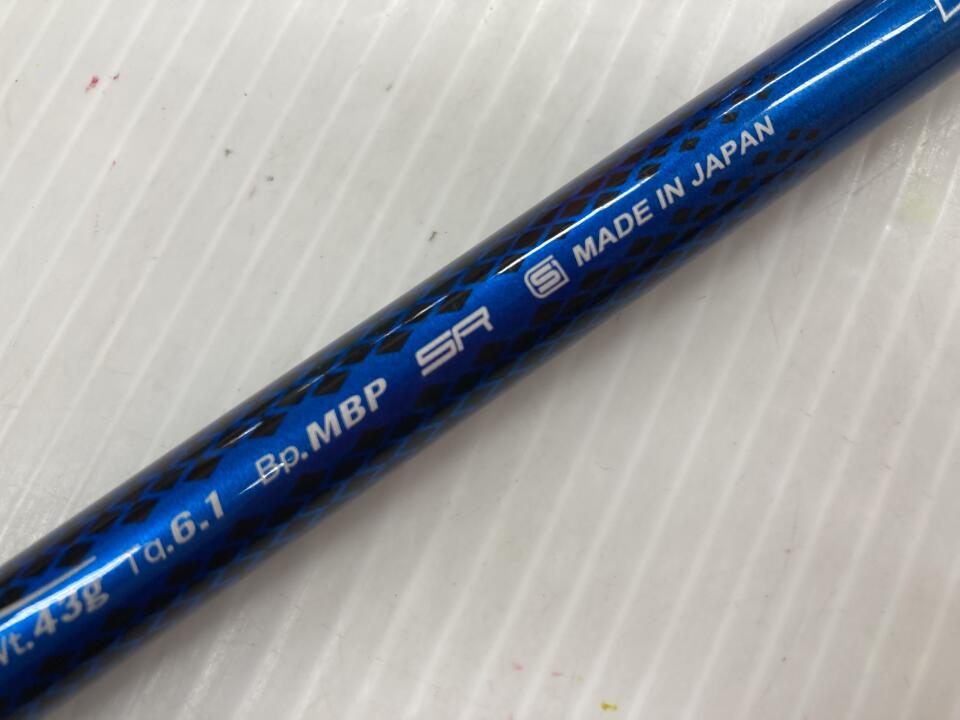 Wt.43g Tq.6.1 Bp.MBP SR S MADE IN JAPAN